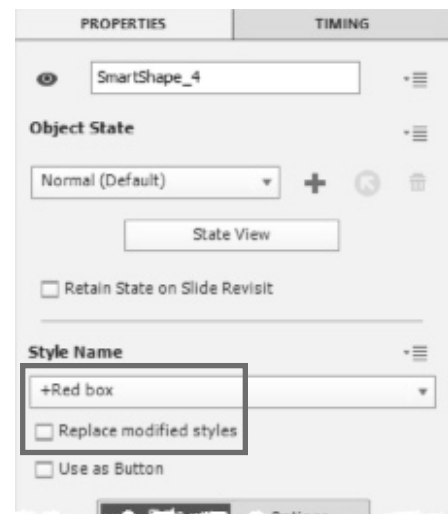 PROPERTIES TIMING
SmartShape_4
Object State
Normal (Default)
State View
Retain State on Slide Revisit
Style Name
+Red box
Replace modified styles
Use as Button